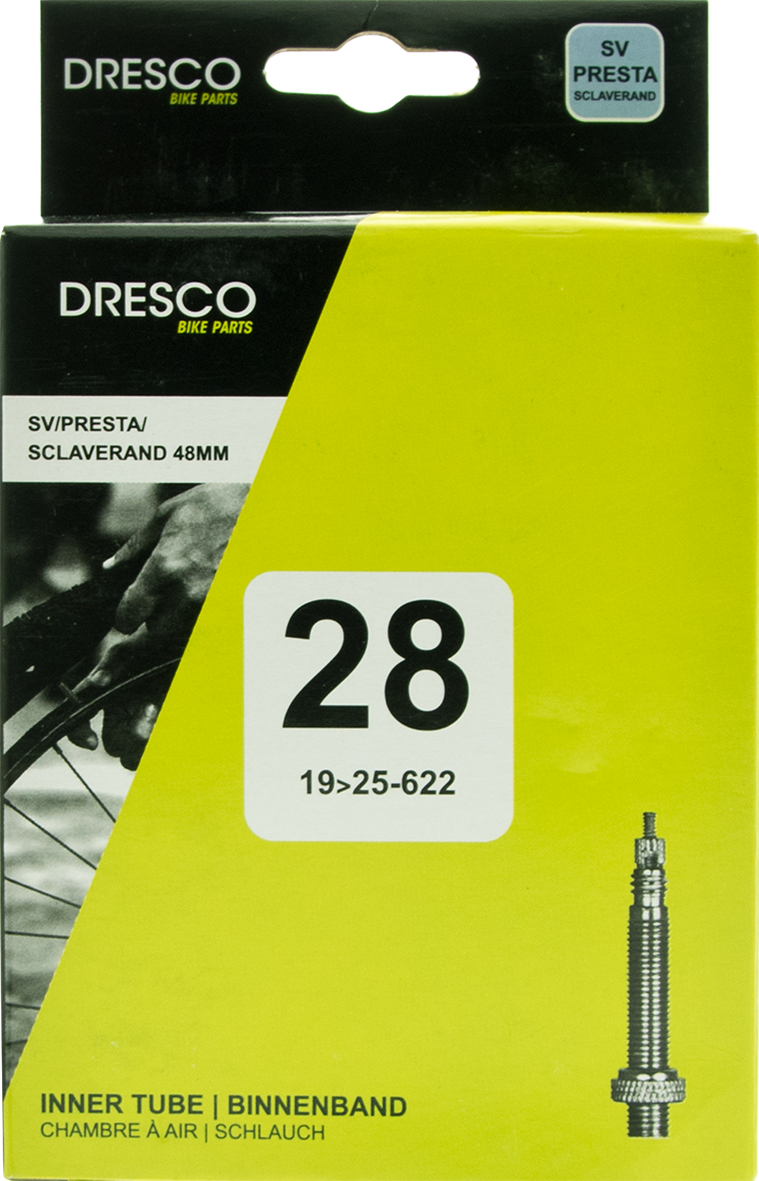 DRESCO
BIKE PARTS
SV
PRESTA
SCLAVERAND
DRESCO
BIKE PARTS
SV/PRESTA/
SCLAVERAND 48MM
28
19>25-622
INNER TUBE | BINNENBAND
CHAMBRE À AIR | SCHLAUCH